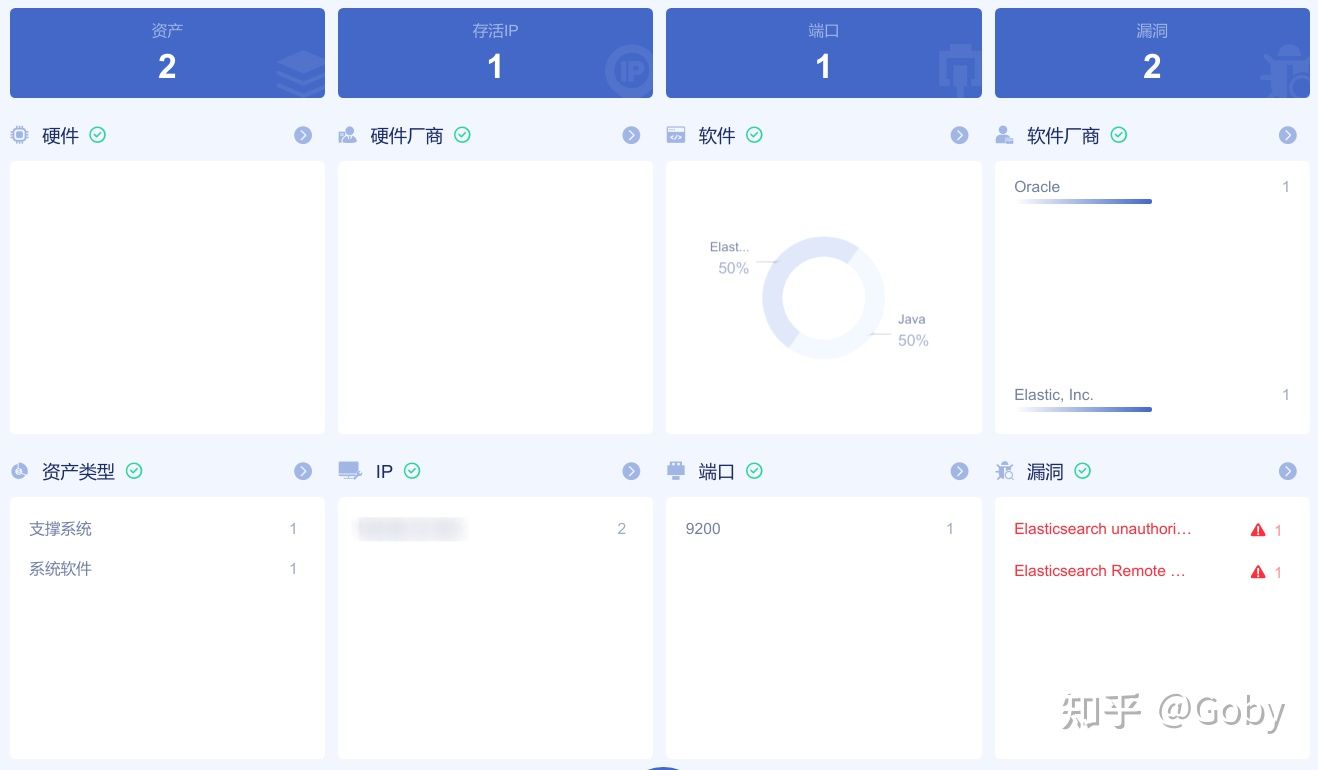 资产
2
存活IP
1
IP
端口
1
漏洞
2
硬件
硬件厂商
软件
软件厂商
Elast...
50%
Java
50%
Oracle 1
Elastic, Inc. 1
资产类型
IP
端口
漏洞
支撑系统 1
系统软件 1
2
9200 1
Elasticsearch unauthori... 1
Elasticsearch Remote ... 1
知乎 @Goby